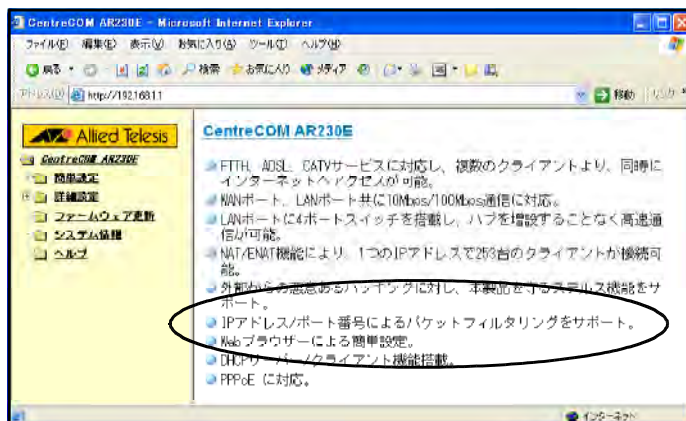 CentreCOM AR230E - Microsoft Internet Explorer
ファイル(F) 編集(E) 表示(V) お気に入り(A) ツール(T) ヘルプ(H)
戻る 検索 お気に入り メディア
アドレス(D) http://192.168.1.1 移動 リンク
Allied Telesis
CentreCOM AR230E
簡単設定
詳細設定
ファームウェア更新
システム情報
ヘルプ
CentreCOM AR230E
FTTH、ADSL、CATVサービスに対応し、複数のクライアントより、同時に
インターネットへアクセスが可能。
WANポート、LANポート共に10Mbps/100Mbps通信に対応。
LANポートに4ポートスイッチを搭載し、ハブを増設することなく高速通
信が可能。
NAT/ENAT機能により、1つのIPアドレスで253台のクライアントが接続可
能。
外部からの悪意あるハッキングに対し、本製品を守るステルス機能をサ
ポート。
IPアドレス/ポート番号によるパケットフィルタリングをサポート。
Webブラウザーによる簡単設定。
DHCPサーバー/クライアント機能搭載。
PPPoE に対応。
インターネット